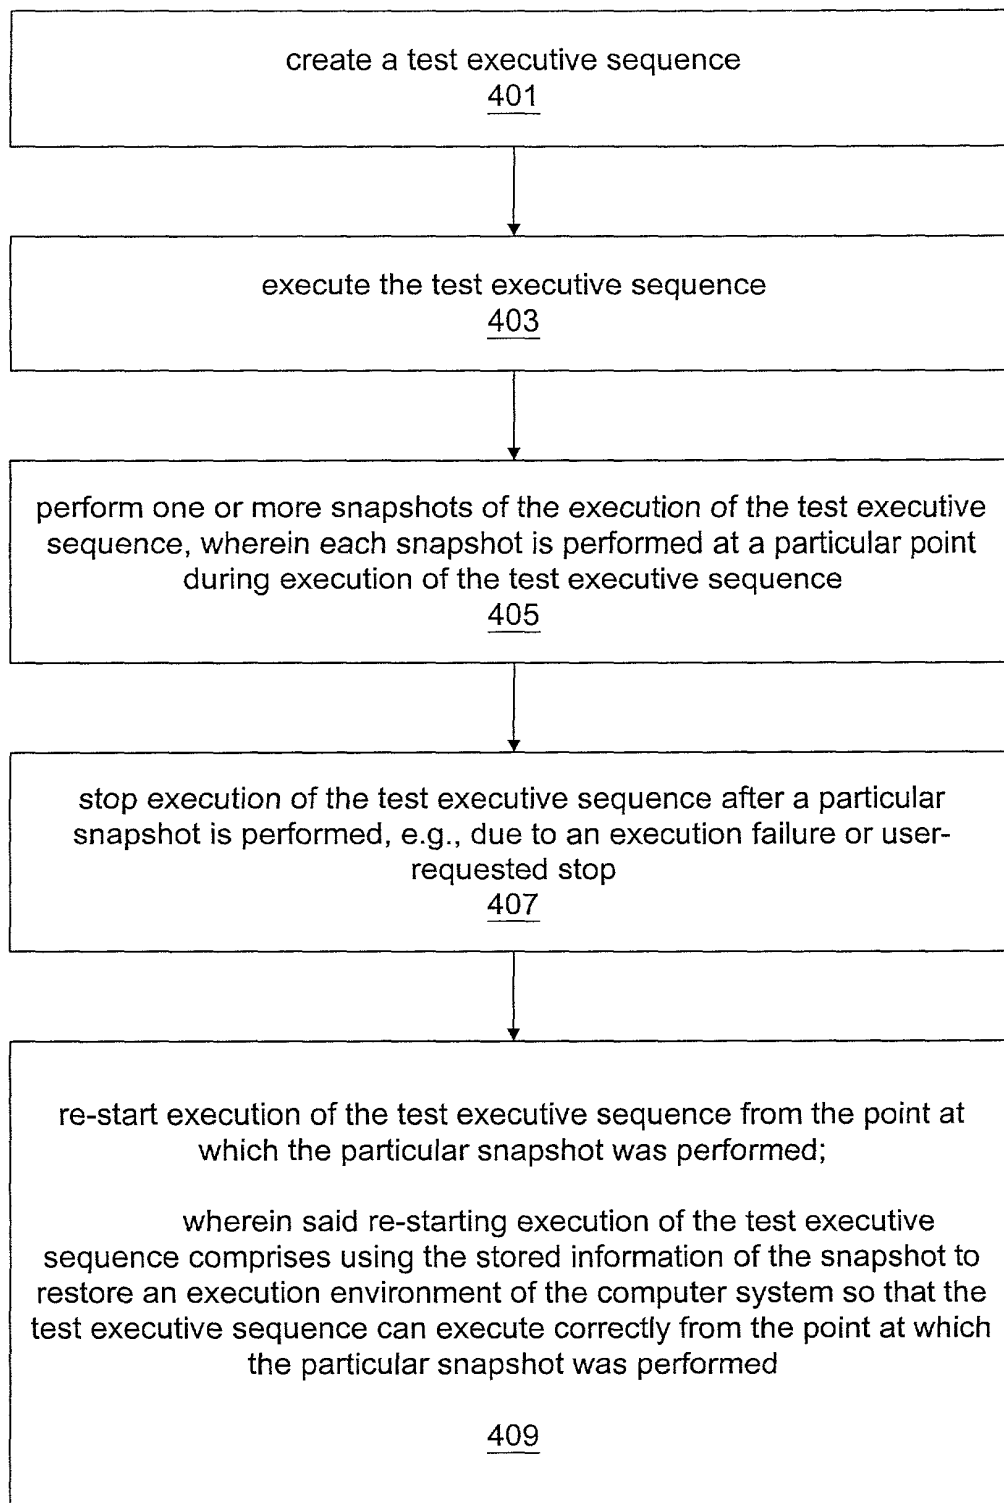 create a test executive sequence
401
execute the test executive sequence
403
perform one or more snapshots of the execution of the test executive
sequence, wherein each snapshot is performed at a particular point
during execution of the test executive sequence
405
stop execution of the test executive sequence after a particular
snapshot is performed, e.g., due to an execution failure or user-
requested stop
407
re-start execution of the test executive sequence from the point at
which the particular snapshot was performed;
wherein said re-starting execution of the test executive
sequence comprises using the stored information of the snapshot to
restore an execution environment of the computer system so that the
test executive sequence can execute correctly from the point at which
the particular snapshot was performed
409